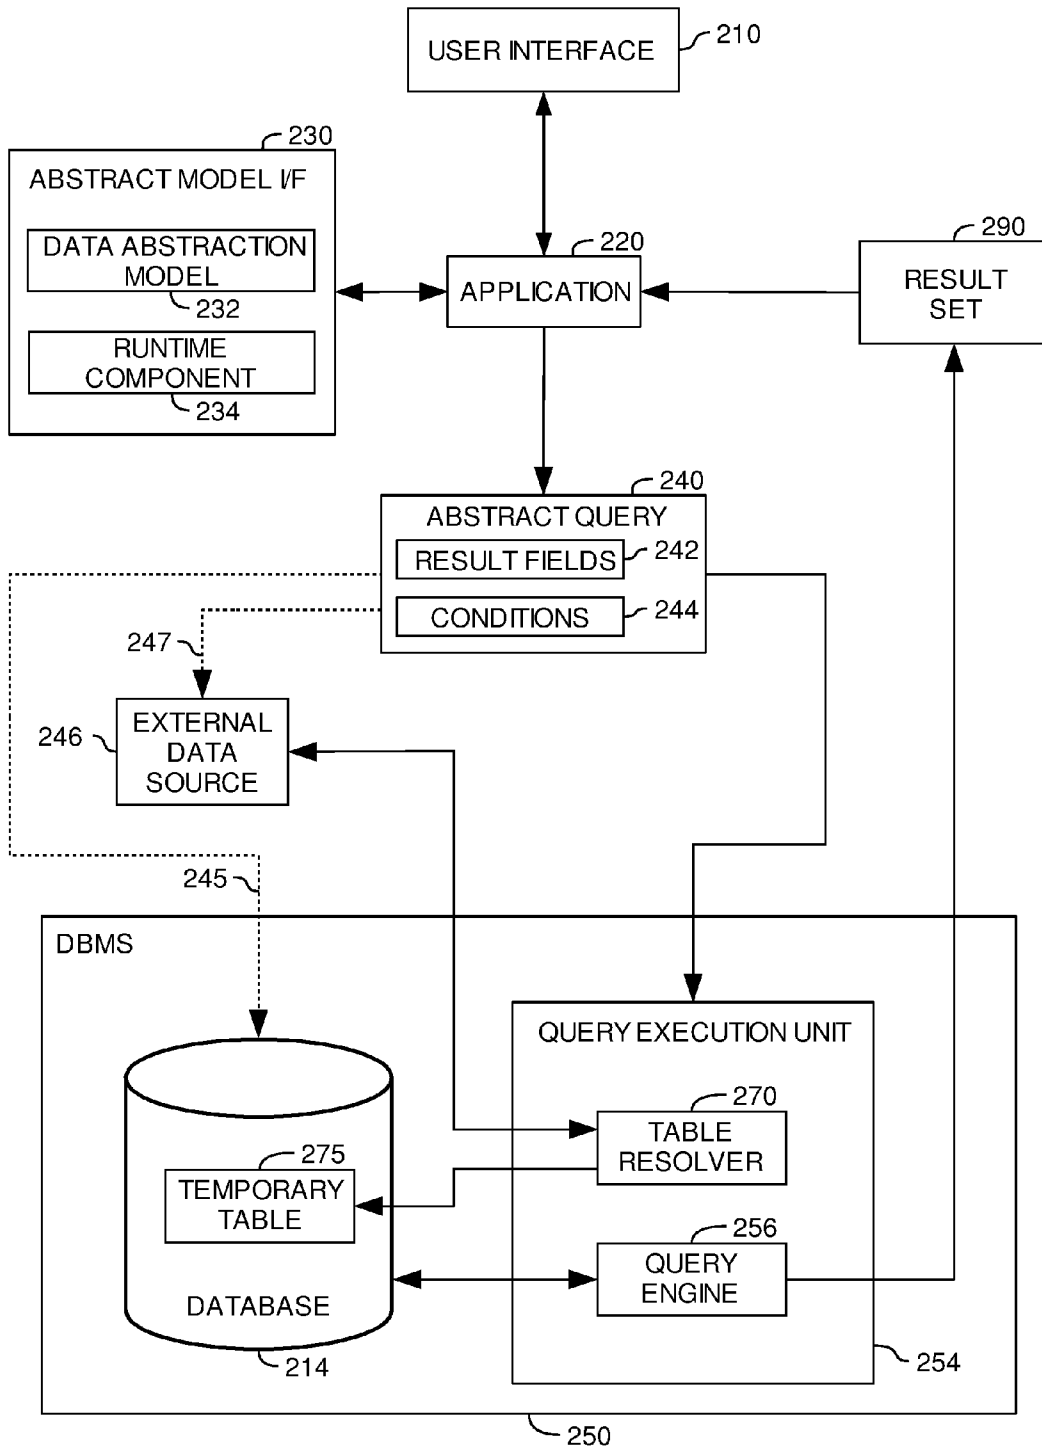 USER INTERFACE
210
230
ABSTRACT MODEL I/F
DATA ABSTRACTION
MODEL
232
RUNTIME
COMPONENT
234
220
APPLICATION
290
RESULT
SET
240
ABSTRACT QUERY
RESULT FIELDS
242
CONDITIONS
244
247
246
EXTERNAL
DATA
SOURCE
245
DBMS
QUERY EXECUTION UNIT
270
TABLE
RESOLVER
275
TEMPORARY
TABLE
256
QUERY
ENGINE
DATABASE
214
254
250